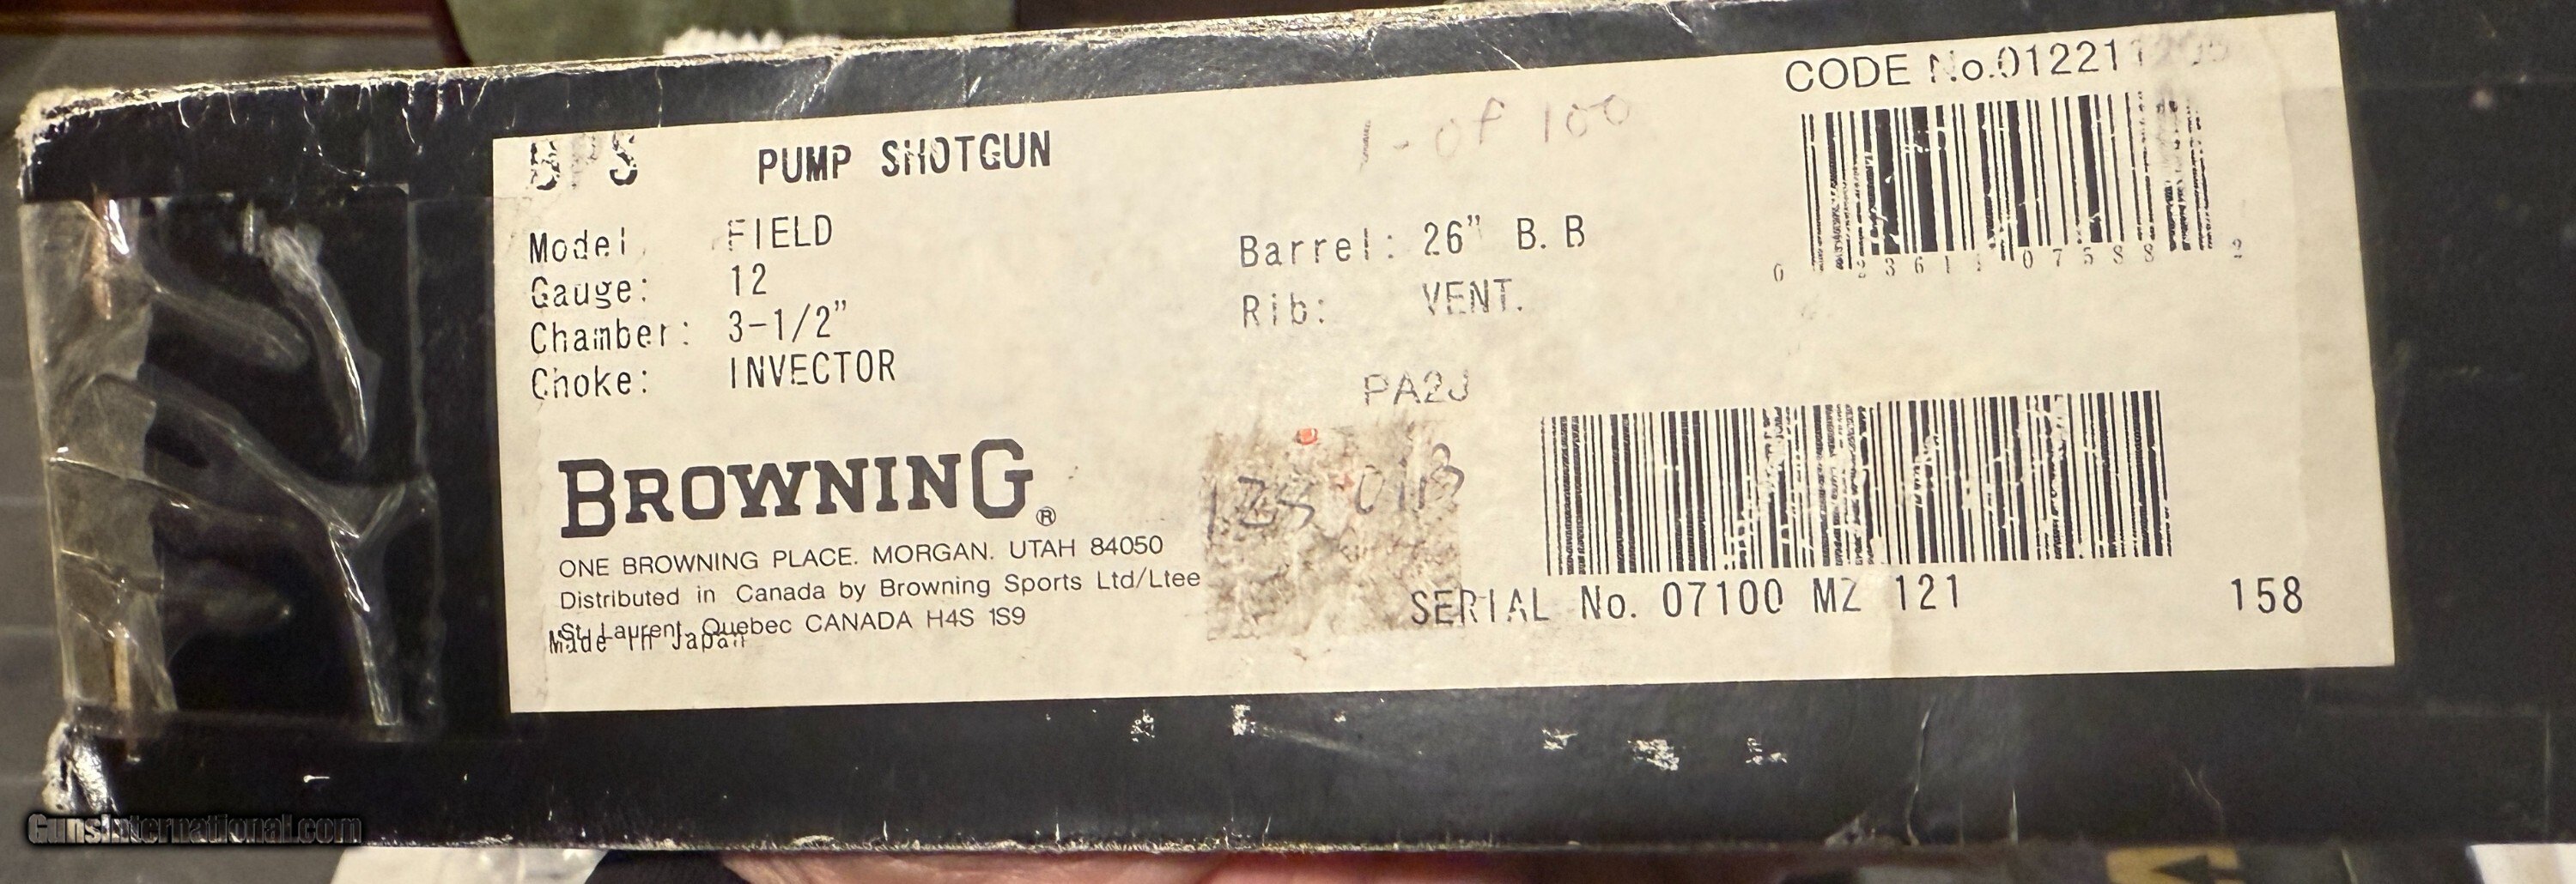 BPS PUMP SHOTGUN
1-of 100
CODE No.012211
Model FIELD
Gauge: 12
Chamber: 3-1/2"
Choke: INVECTOR
Barrel: 26" B.B
Rib: VENT.
PA2J
BROWNING®
ONE BROWNING PLACE. MORGAN. UTAH 84050
Distributed in Canada by Browning Sports Ltd/Ltee
St. Laurent, Quebec CANADA H4S 1S9
Made in Japan
SERIAL No. 07100 MZ 121
158
GunsInternational.com